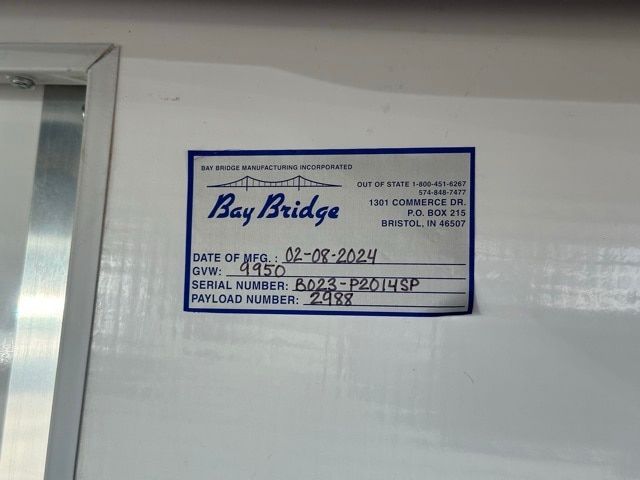 BAY BRIDGE MANUFACTURING INCORPORATED
Bay Bridge
OUT OF STATE 1-800-451-6267
574-848-7477
1301 COMMERCE DR.
P.O. BOX 215
BRISTOL, IN 46507
DATE OF MFG. : 02-08-2024
GVW: 9950
SERIAL NUMBER: B023-P2014SP
PAYLOAD NUMBER: 2988